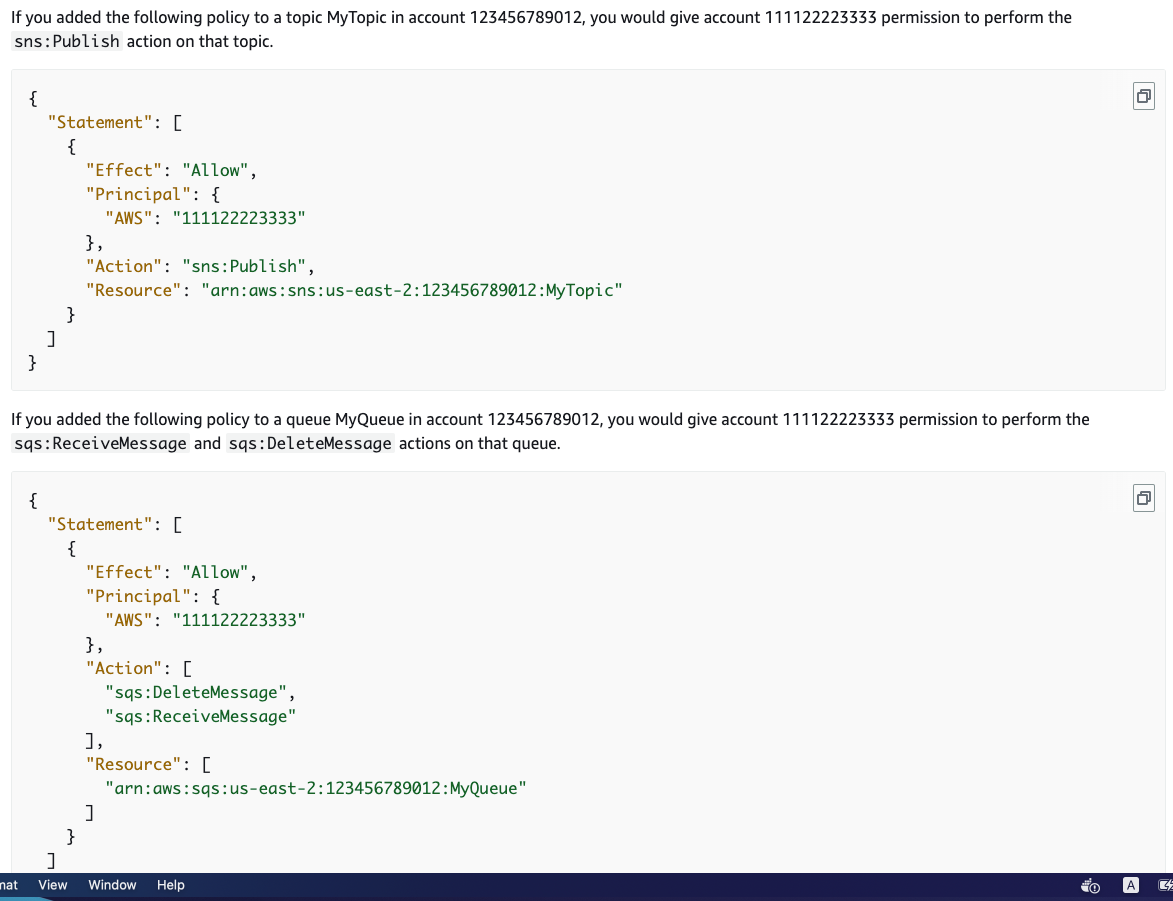 If you added the following policy to a topic MyTopic in account 123456789012, you would give account 111122223333 permission to perform the
sns:Publish action on that topic.
{
"Statement": [
{
"Effect": "Allow",
"Principal": {
"AWS": "111122223333"
},
"Action": "sns:Publish",
"Resource": "arn:aws:sns:us-east-2:123456789012:MyTopic"
}
]
}
If you added the following policy to a queue MyQueue in account 123456789012, you would give account 111122223333 permission to perform the
sqs:ReceiveMessage and sqs:DeleteMessage actions on that queue.
{
"Statement": [
{
"Effect": "Allow",
"Principal": {
"AWS": "111122223333"
},
"Action": [
"sqs:DeleteMessage",
"sqs:ReceiveMessage"
],
"Resource": [
"arn:aws:sqs:us-east-2:123456789012:MyQueue"
]
}
]
mat View Window Help A